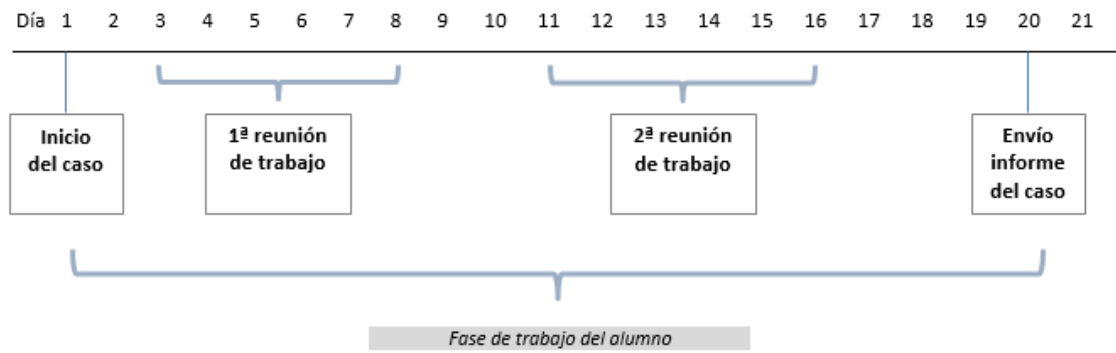 Día 1 2 3 4 5 6 7 8 9 10 11 12 13 14 15 16 17 18 19 20 21
Inicio
del caso
1ª reunión
de trabajo
2ª reunión
de trabajo
Envío
informe
del caso
Fase de trabajo del alumno